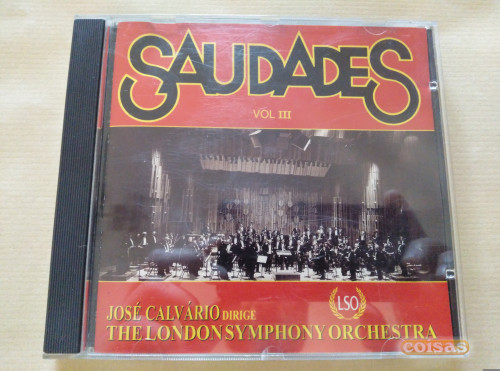 SAUDADES
VOL III
JOSÉ CALVÁRIO DIRIGE
LSO
THE LONDON SYMPHONY ORCHESTRA
coisas